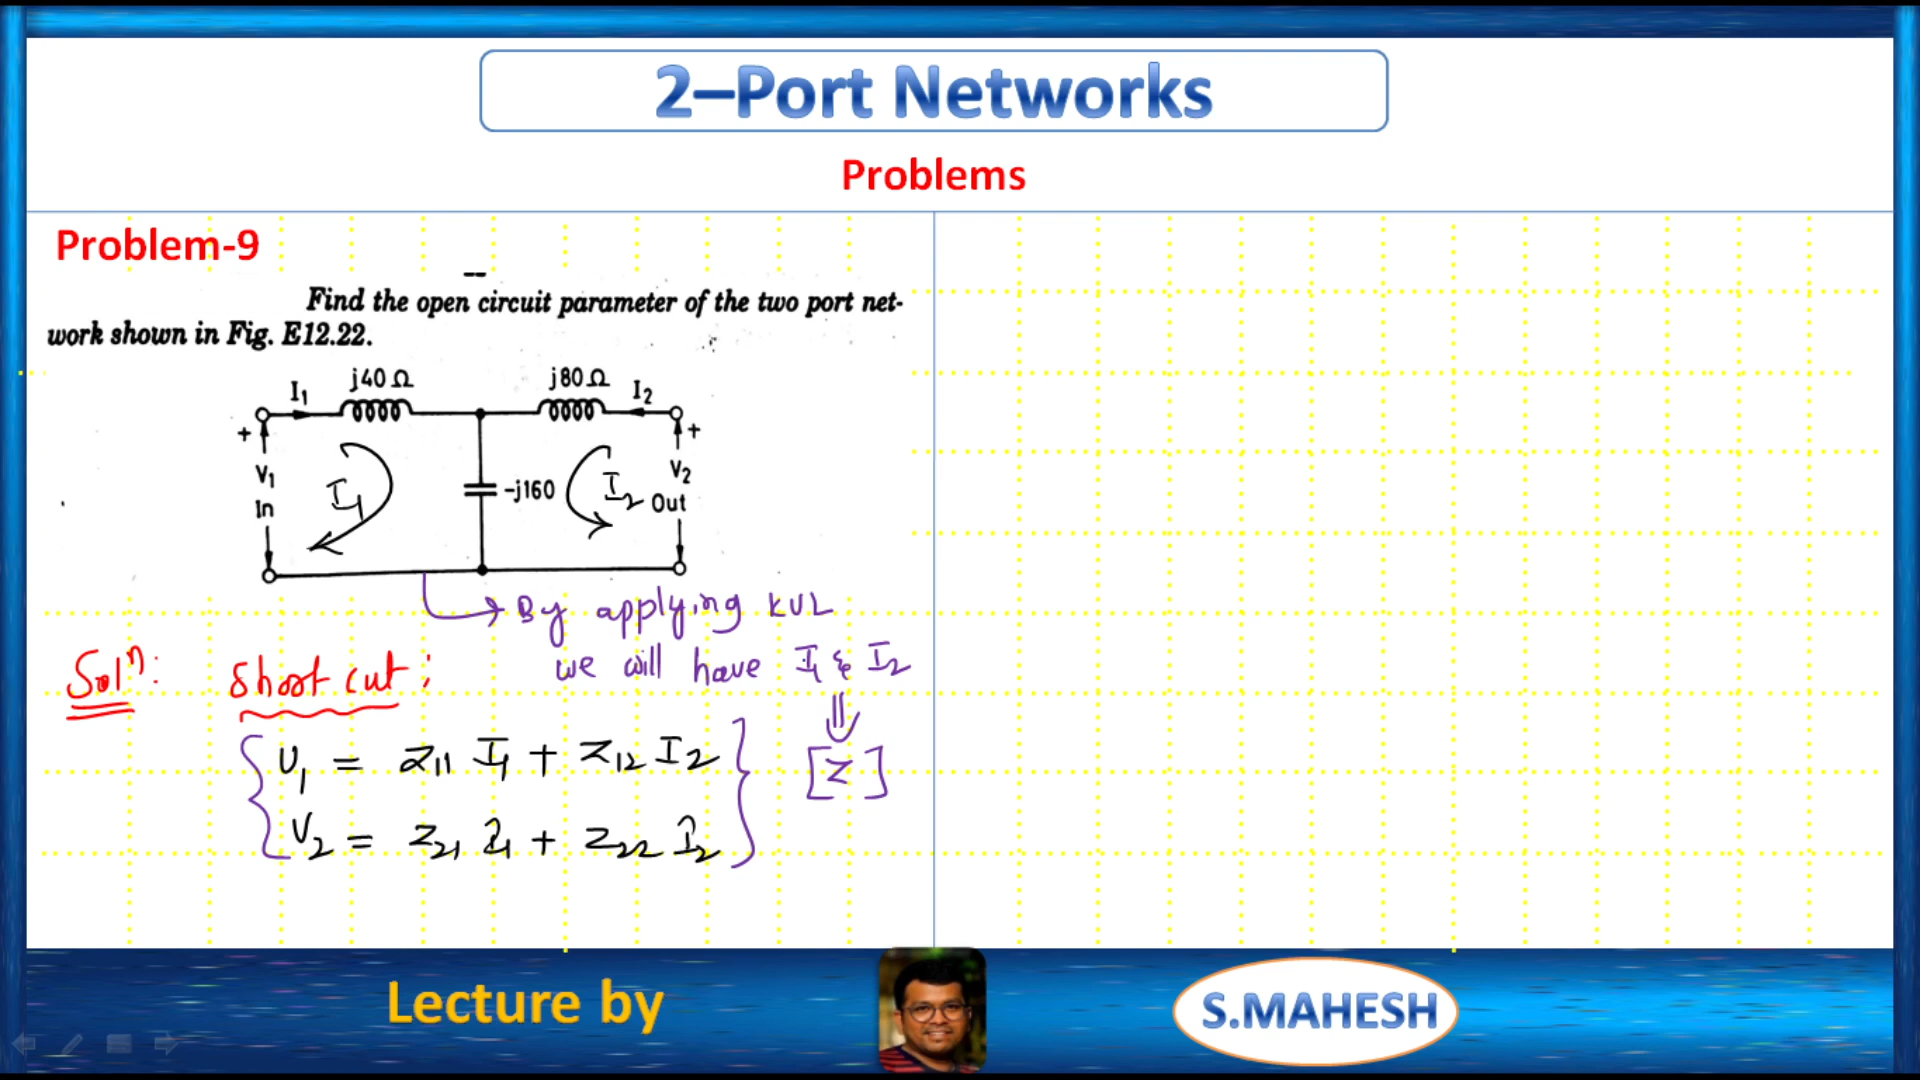 2–Port Networks
Problems
Problem-9
Find the open circuit parameter of the two port net-
work shown in Fig. E12.22.
I1 j40 Ω j80 Ω I2
+ +
V1 I1 -j160 I2 V2
In Out
By applying KVL
we will have I1 & I2
Solⁿ: Short cut:
V1 = Z11 I1 + Z12 I2 [Z]
V2 = Z21 I1 + Z22 I2
Lecture by
S.MAHESH